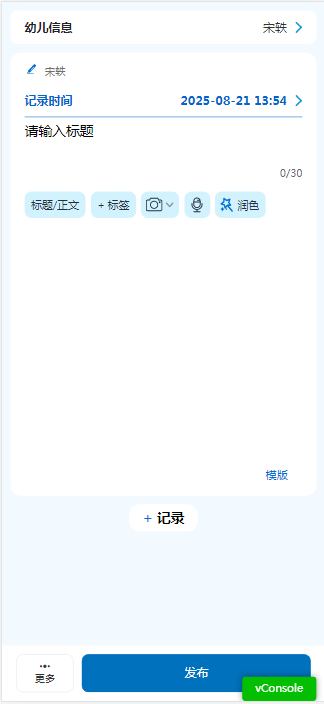 幼儿信息 宋轶
宋轶
记录时间 2025-08-21 13:54
请输入标题
0/30
标题/正文 + 标签 润色
模版
+ 记录
更多 发布
vConsole